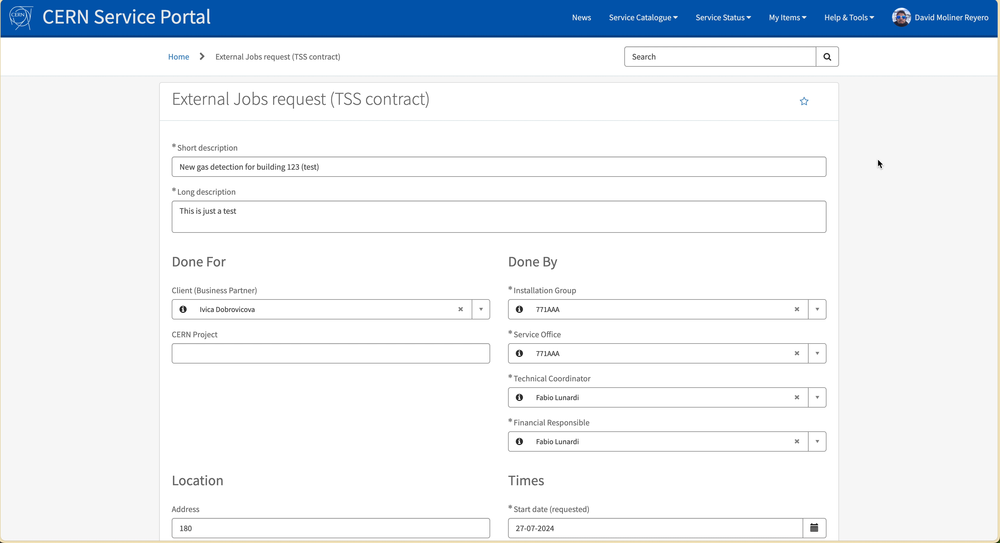 CERN
CERN Service Portal
News
Service Catalogue
Service Status
My Items
Help & Tools
David Moliner Reyero
Home
External Jobs request (TSS contract)
Search
External Jobs request (TSS contract)
* Short description
New gas detection for building 123 (test)
* Long description
This is just a test
Done For
Client (Business Partner)
Ivica Dobrovicova
CERN Project
Done By
* Installation Group
771AAA
* Service Office
771AAA
* Technical Coordinator
Fabio Lunardi
* Financial Responsible
Fabio Lunardi
Location
Address
180
Times
* Start date (requested)
27-07-2024